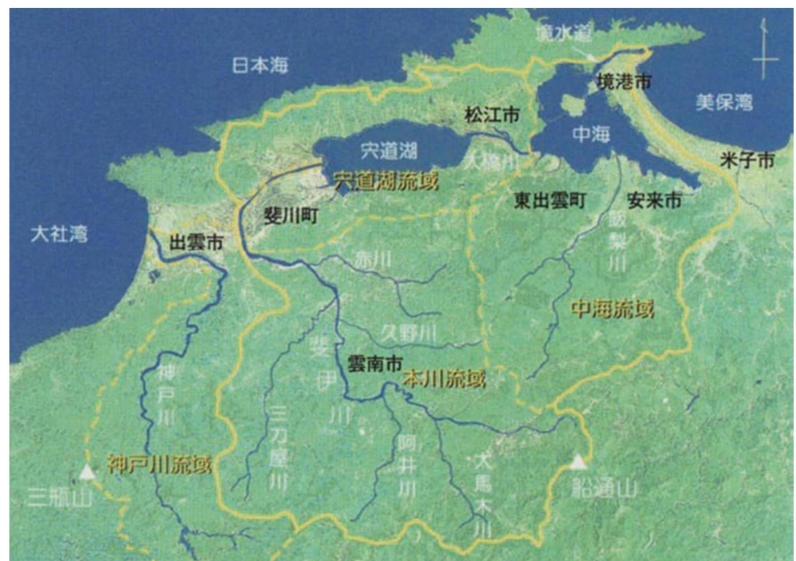 境水道
日本海
境港市
美保湾
松江市
中海
宍道湖
大橋川
米子市
宍道湖流域
東出雲町
安来市
斐川町
飯梨川
大社湾
出雲市
赤川
中海流域
久野川
斐伊川
雲南市
本川流域
神戸川
三刀屋川
阿井川
大馬木川
神戸川流域
三瓶山
船通山